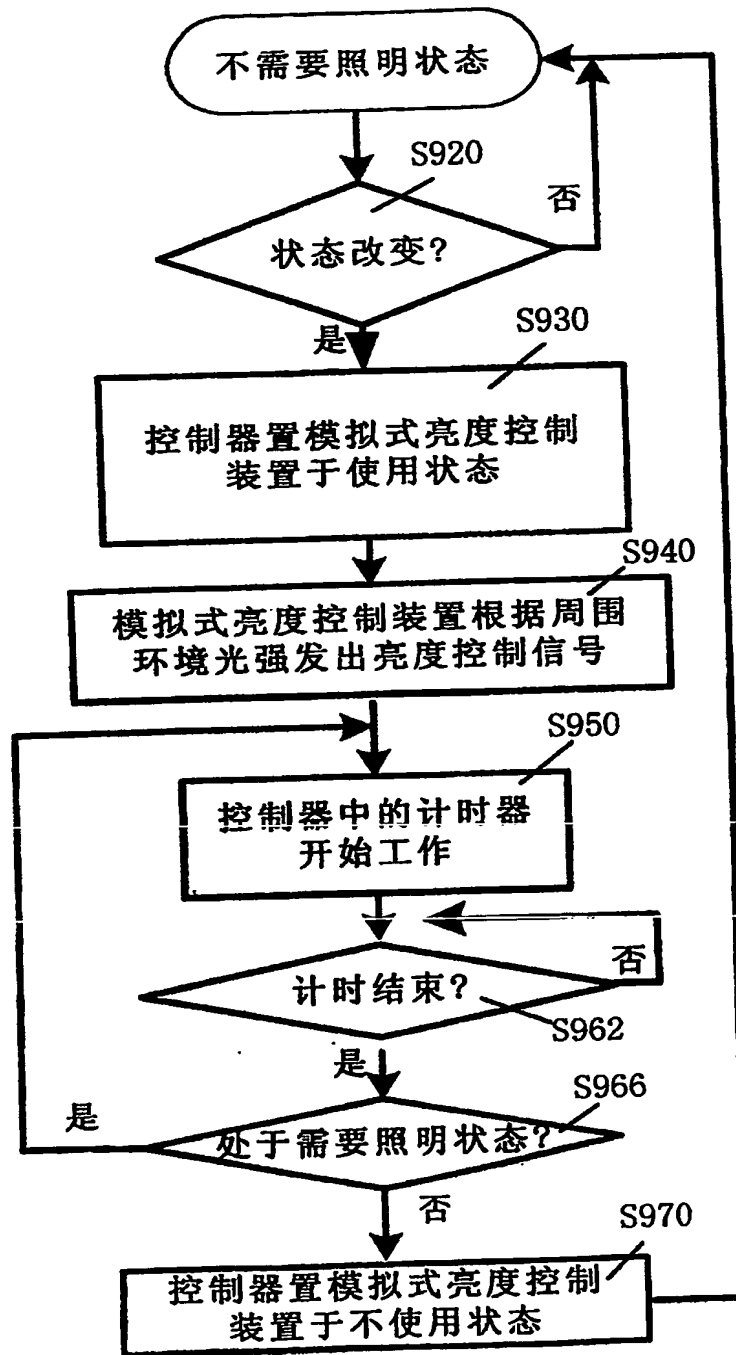 不需要照明状态
S920
否
状态改变?
是
S930
控制器置模拟式亮度控制
装置于使用状态
S940
模拟式亮度控制装置根据周围
环境光强发出亮度控制信号
S950
控制器中的计时器
开始工作
否
计时结束?
S962
是
S966
是
处于需要照明状态?
否
S970
控制器置模拟式亮度控制
装置于不使用状态